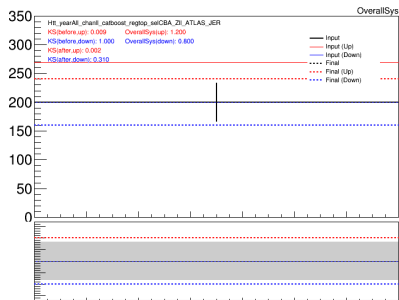 OverallSys
Htt_yearAll_chanll_catboost_regtop_selCBA_Zll_ATLAS_JER
KS(before,up): 0.009 OverallSys(up): 1.200
KS(before,down): 1.000 OverallSys(down): 0.800
KS(after,up): 0.002
KS(after,down): 0.310
Input
Input (Up)
Input (Down)
Final
Final (Up)
Final (Down)
350
300
250
200
150
100
50
0